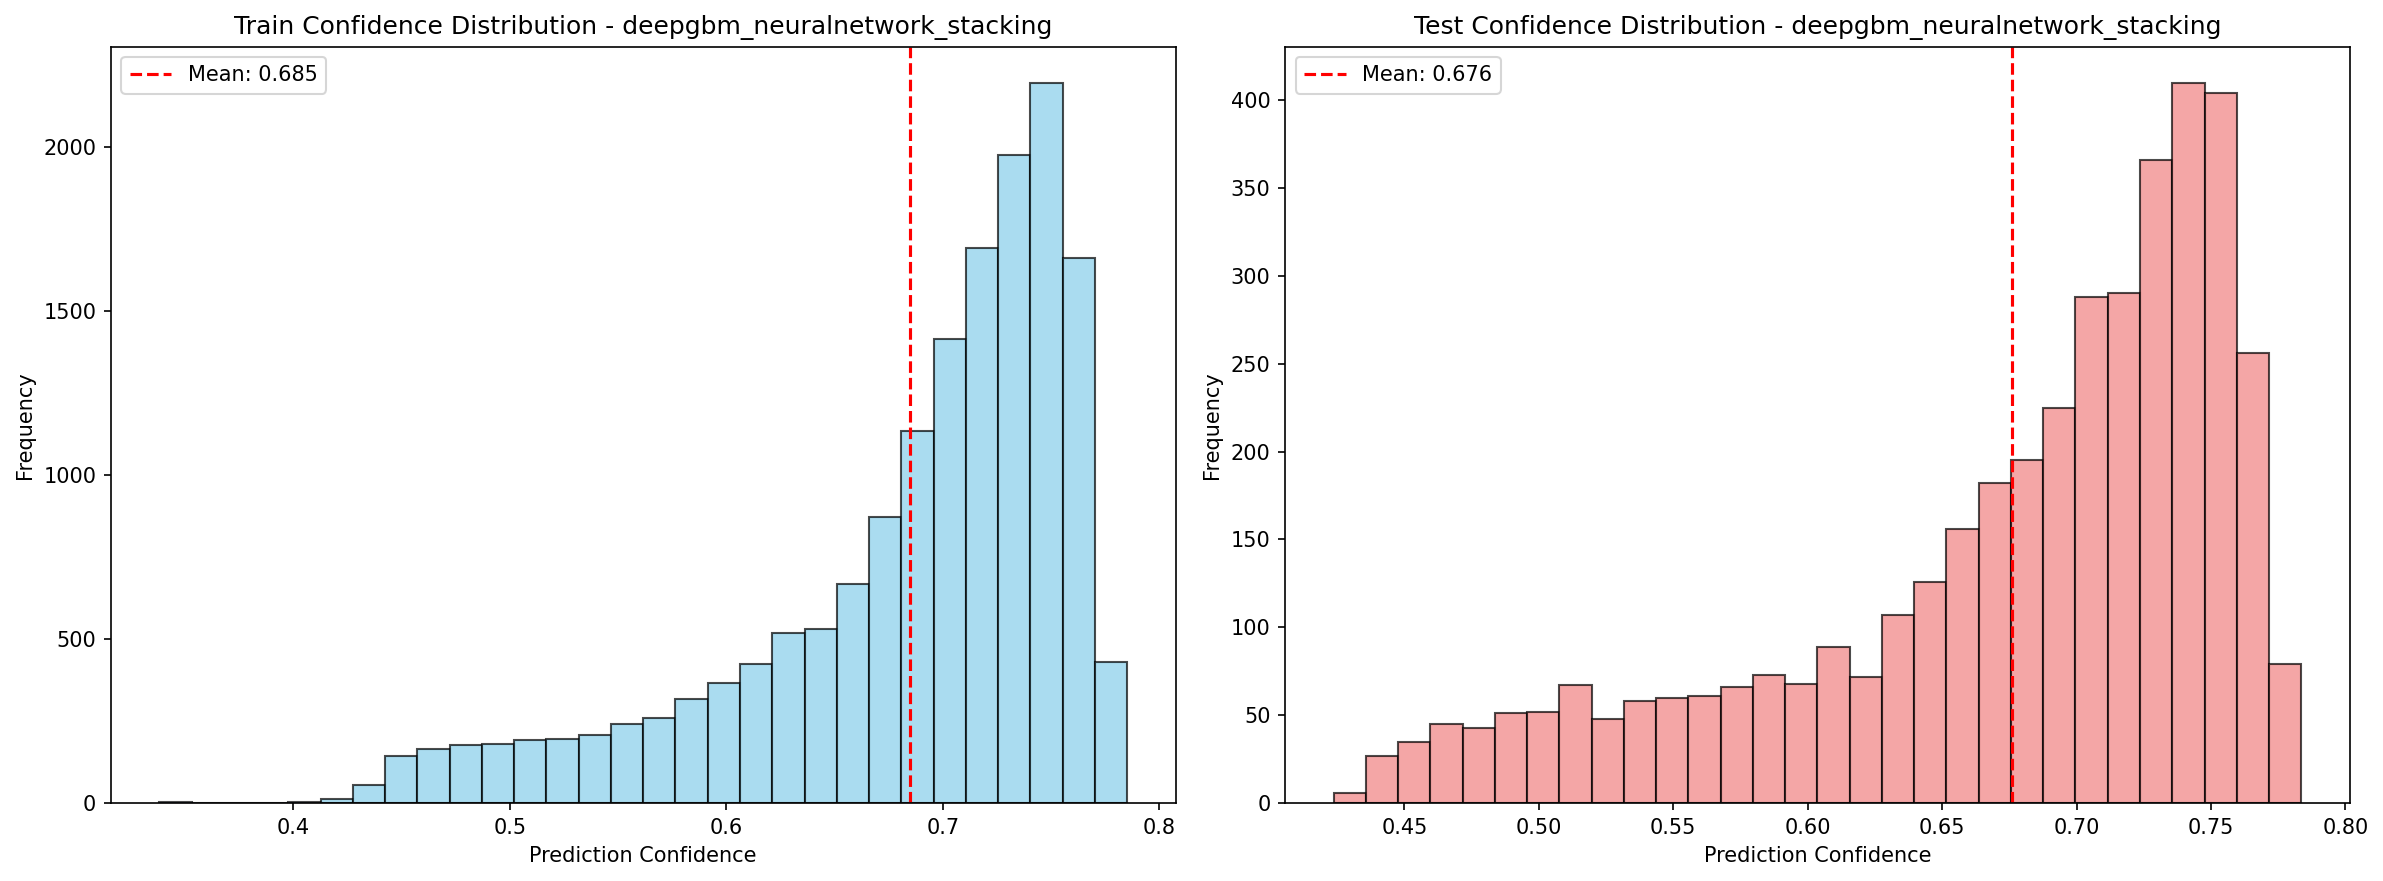 Train Confidence Distribution - deepgbm_neuralnetwork_stacking
Mean: 0.685
Frequency
2000
1500
1000
500
0
0.4 0.5 0.6 0.7 0.8
Prediction Confidence
Test Confidence Distribution - deepgbm_neuralnetwork_stacking
Mean: 0.676
Frequency
400
350
300
250
200
150
100
50
0
0.45 0.50 0.55 0.60 0.65 0.70 0.75 0.80
Prediction Confidence